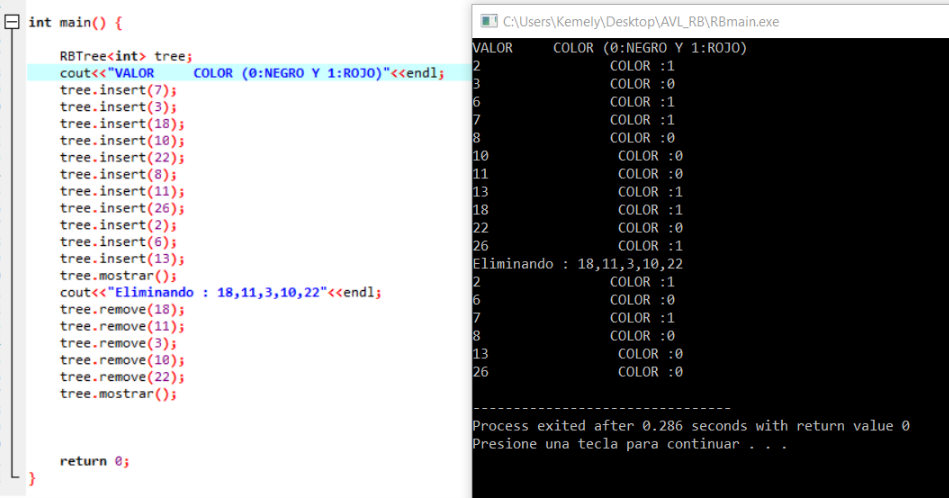 int main() {
RBTree<int> tree;
cout<<"VALOR     COLOR (0:NEGRO Y 1:ROJO)"<<endl;
tree.insert(7);
tree.insert(3);
tree.insert(18);
tree.insert(10);
tree.insert(22);
tree.insert(8);
tree.insert(11);
tree.insert(26);
tree.insert(2);
tree.insert(6);
tree.insert(13);
tree.mostrar();
cout<<"Eliminando : 18,11,3,10,22"<<endl;
tree.remove(18);
tree.remove(11);
tree.remove(3);
tree.remove(10);
tree.remove(22);
tree.mostrar();
return 0;
}
C:\Users\Kemely\Desktop\AVL_RB\RBmain.exe
VALOR     COLOR (0:NEGRO Y 1:ROJO)
2                COLOR :1
3                COLOR :0
6                COLOR :1
7                COLOR :1
8                COLOR :0
10                COLOR :0
11                COLOR :0
13                COLOR :1
18                COLOR :1
22                COLOR :0
26                COLOR :1
Eliminando : 18,11,3,10,22
2                COLOR :1
6                COLOR :0
7                COLOR :1
8                COLOR :0
13                COLOR :0
26                COLOR :0
--------------------------------
Process exited after 0.286 seconds with return value 0
Presione una tecla para continuar . . .